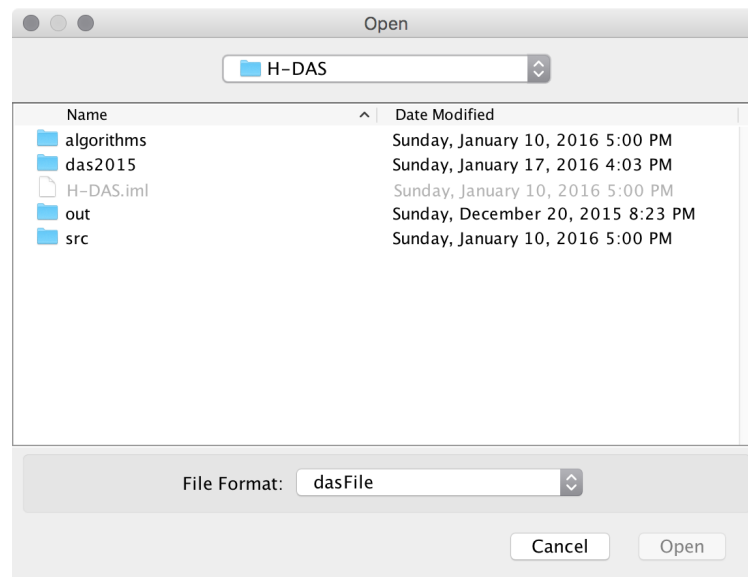 Open
H-DAS
Name Date Modified
algorithms Sunday, January 10, 2016 5:00 PM
das2015 Sunday, January 17, 2016 4:03 PM
H-DAS.iml Sunday, January 10, 2016 5:00 PM
out Sunday, December 20, 2015 8:23 PM
src Sunday, January 10, 2016 5:00 PM
File Format: dasFile
Cancel Open